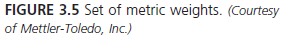 FIGURE 3.5 Set of metric weights. (Courtesy
of Mettler-Toledo, Inc.)